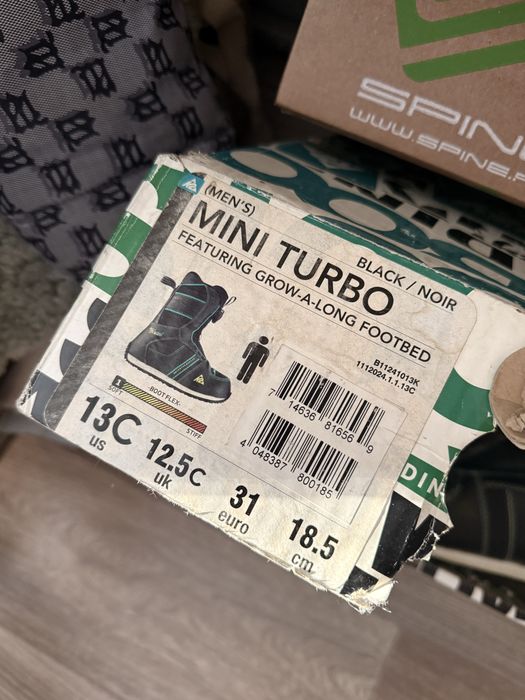 SPINE
WWW.SPINE.
(MEN'S)
MINI TURBO
BLACK / NOIR
FEATURING GROW-A-LONG FOOTBED
B11241013K
1112024.1.1.13C
7 14636 81656 9
4 048387 800185
1
SOFT
BOOT FLEX:
STIFF
13C
us
12.5C
uk
31
euro
18.5
cm
DIN